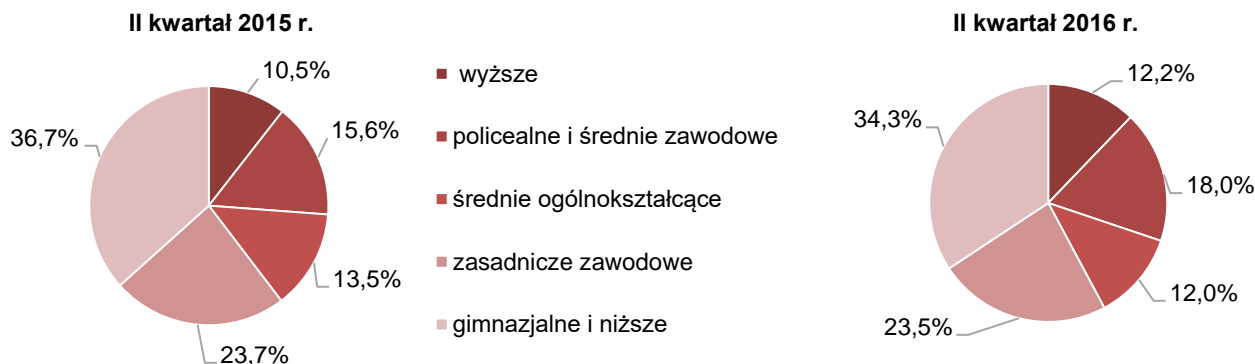 II kwartał 2015 r.
10,5%
15,6%
13,5%
23,7%
36,7%
wyższe
policealne i średnie zawodowe
średnie ogólnokształcące
zasadnicze zawodowe
gimnazjalne i niższe
II kwartał 2016 r.
12,2%
18,0%
12,0%
23,5%
34,3%